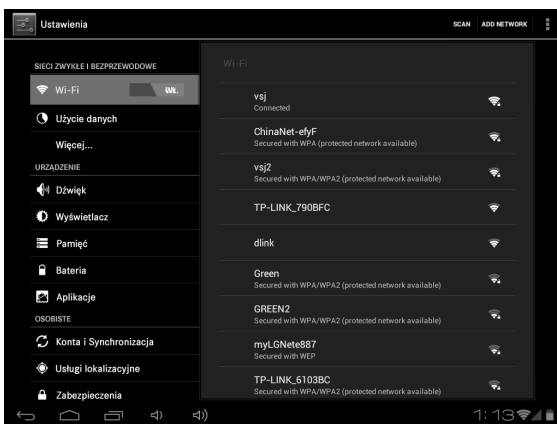 Ustawienia
SCAN ADD NETWORK
SIECI ZWYKŁE I BEZPRZEWODOWE
Wi-Fi
Wł.
Użycie danych
Więcej...
URZĄDZENIE
Dźwięk
Wyświetlacz
Pamięć
Bateria
Aplikacje
OSOBISTE
Konta i Synchronizacja
Usługi lokalizacyjne
Zabezpieczenia
Wi-Fi
vsj
Connected
ChinaNet-efyF
Secured with WPA (protected network available)
vsj2
Secured with WPA/WPA2 (protected network available)
TP-LINK_790BFC
dlink
Green
Secured with WPA/WPA2 (protected network available)
GREEN2
Secured with WPA/WPA2 (protected network available)
myLGNete887
Secured with WEP
TP-LINK_6103BC
Secured with WPA/WPA2 (protected network available)
1:13